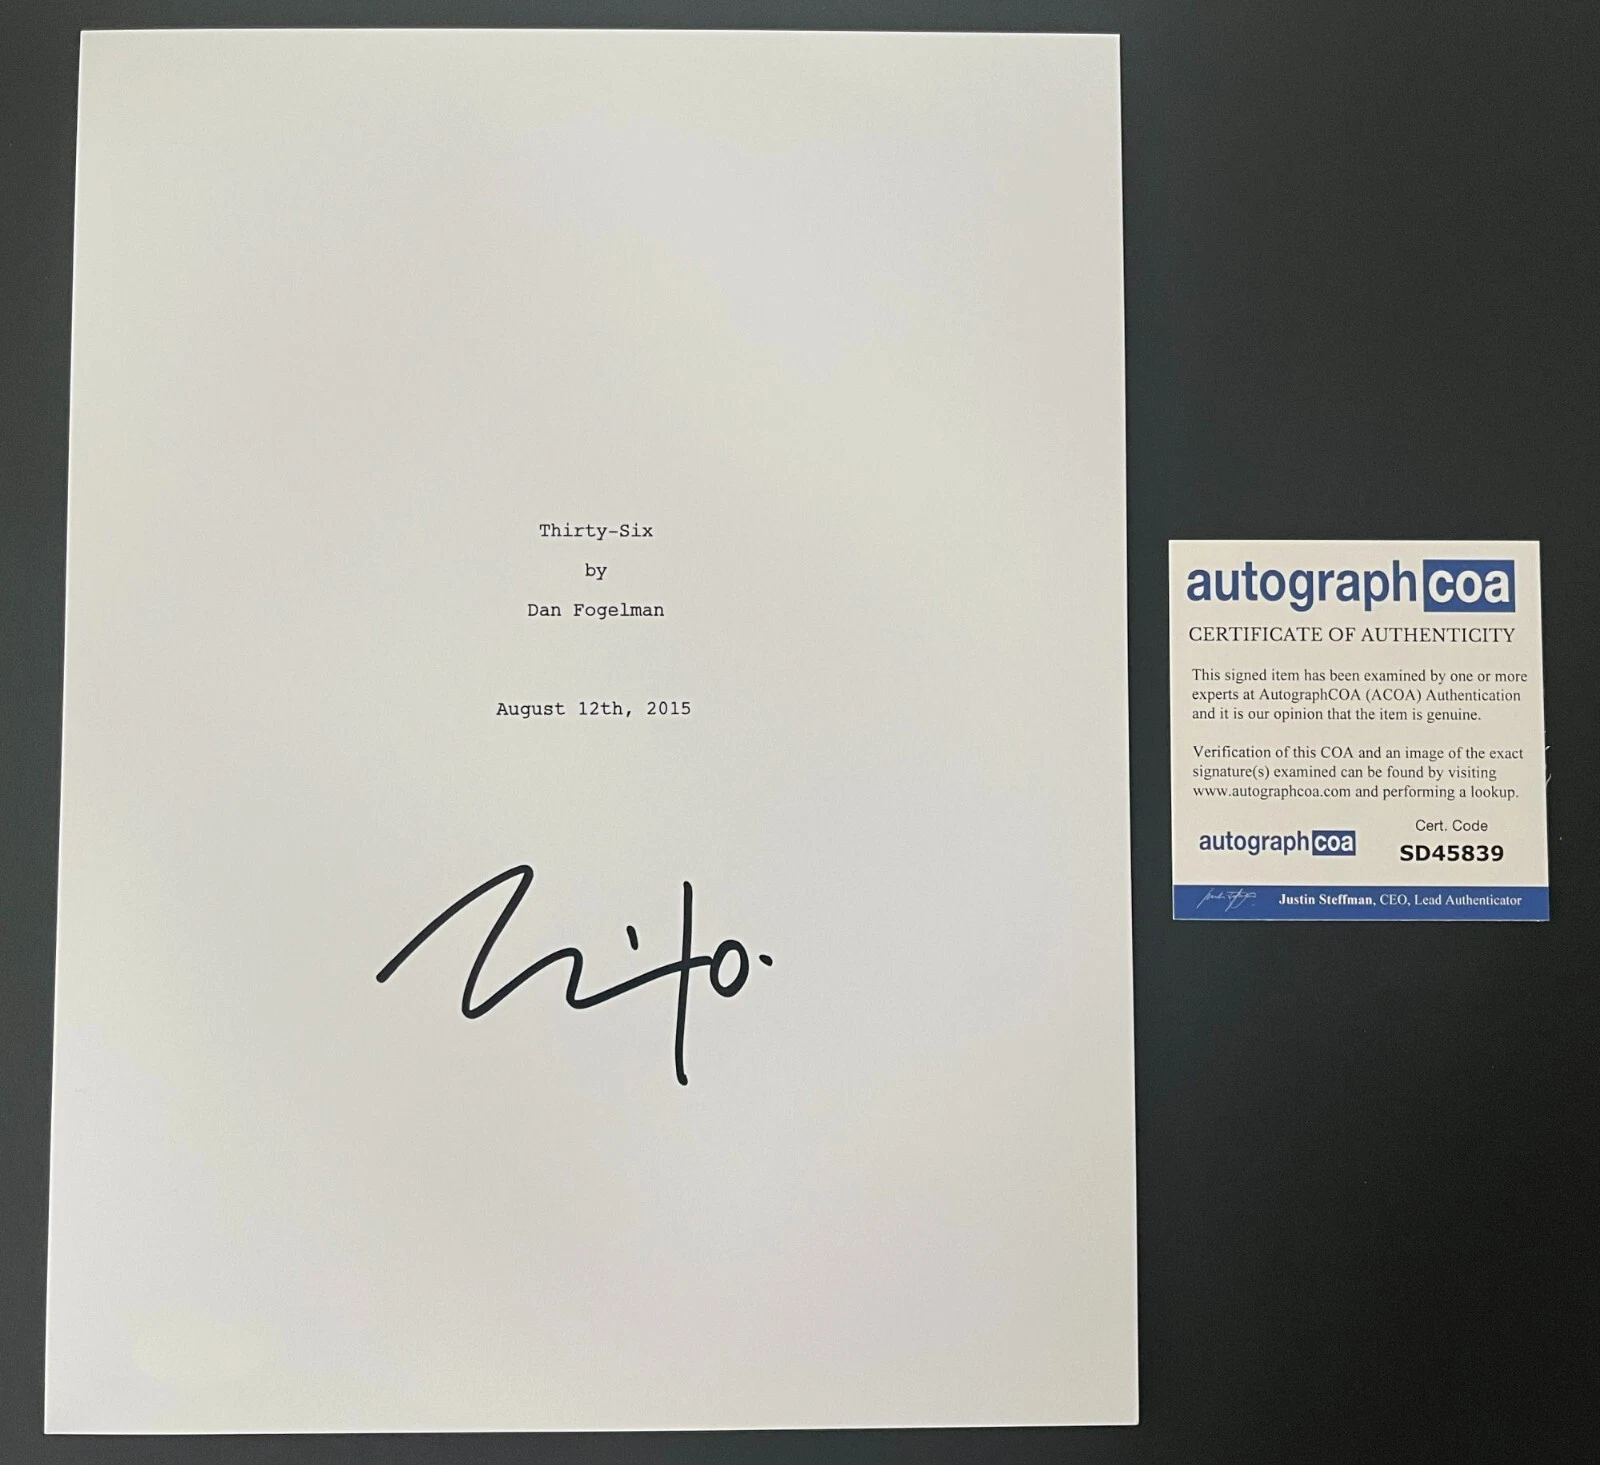 Thirty-Six
by
Dan Fogelman
August 12th, 2015
autographcoa
CERTIFICATE OF AUTHENTICITY
This signed item has been examined by one or more
experts at AutographCOA (ACOA) Authentication
and it is our opinion that the item is genuine.
Verification of this COA and an image of the exact
signature(s) examined can be found by visiting
www.autographcoa.com and performing a lookup.
autographcoa
Cert. Code
SD45839
Justin Steffman, CEO, Lead Authenticator